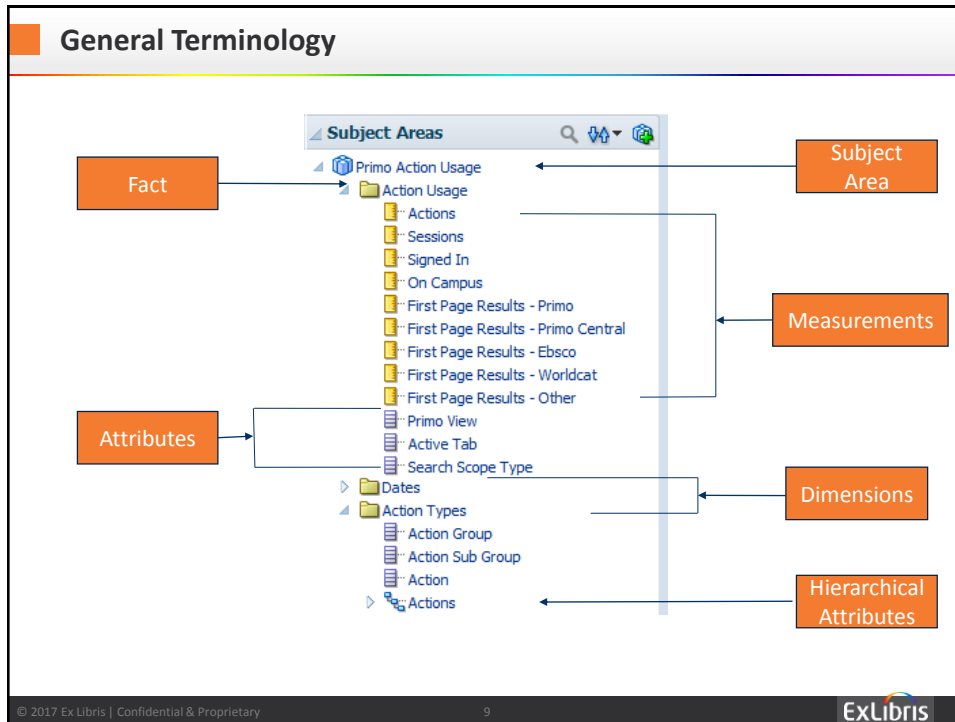 General Terminology
Subject Areas
Fact
Subject
Area
Primo Action Usage
Action Usage
Actions
Sessions
Signed In
On Campus
First Page Results - Primo
First Page Results - Primo Central
Measurements
First Page Results - Ebsco
First Page Results - Worldcat
First Page Results - Other
Attributes
Primo View
Active Tab
Search Scope Type
Dates
Dimensions
Action Types
Action Group
Action Sub Group
Action
Actions
Hierarchical
Attributes
© 2017 Ex Libris | Confidential & Proprietary
9
ExLibris